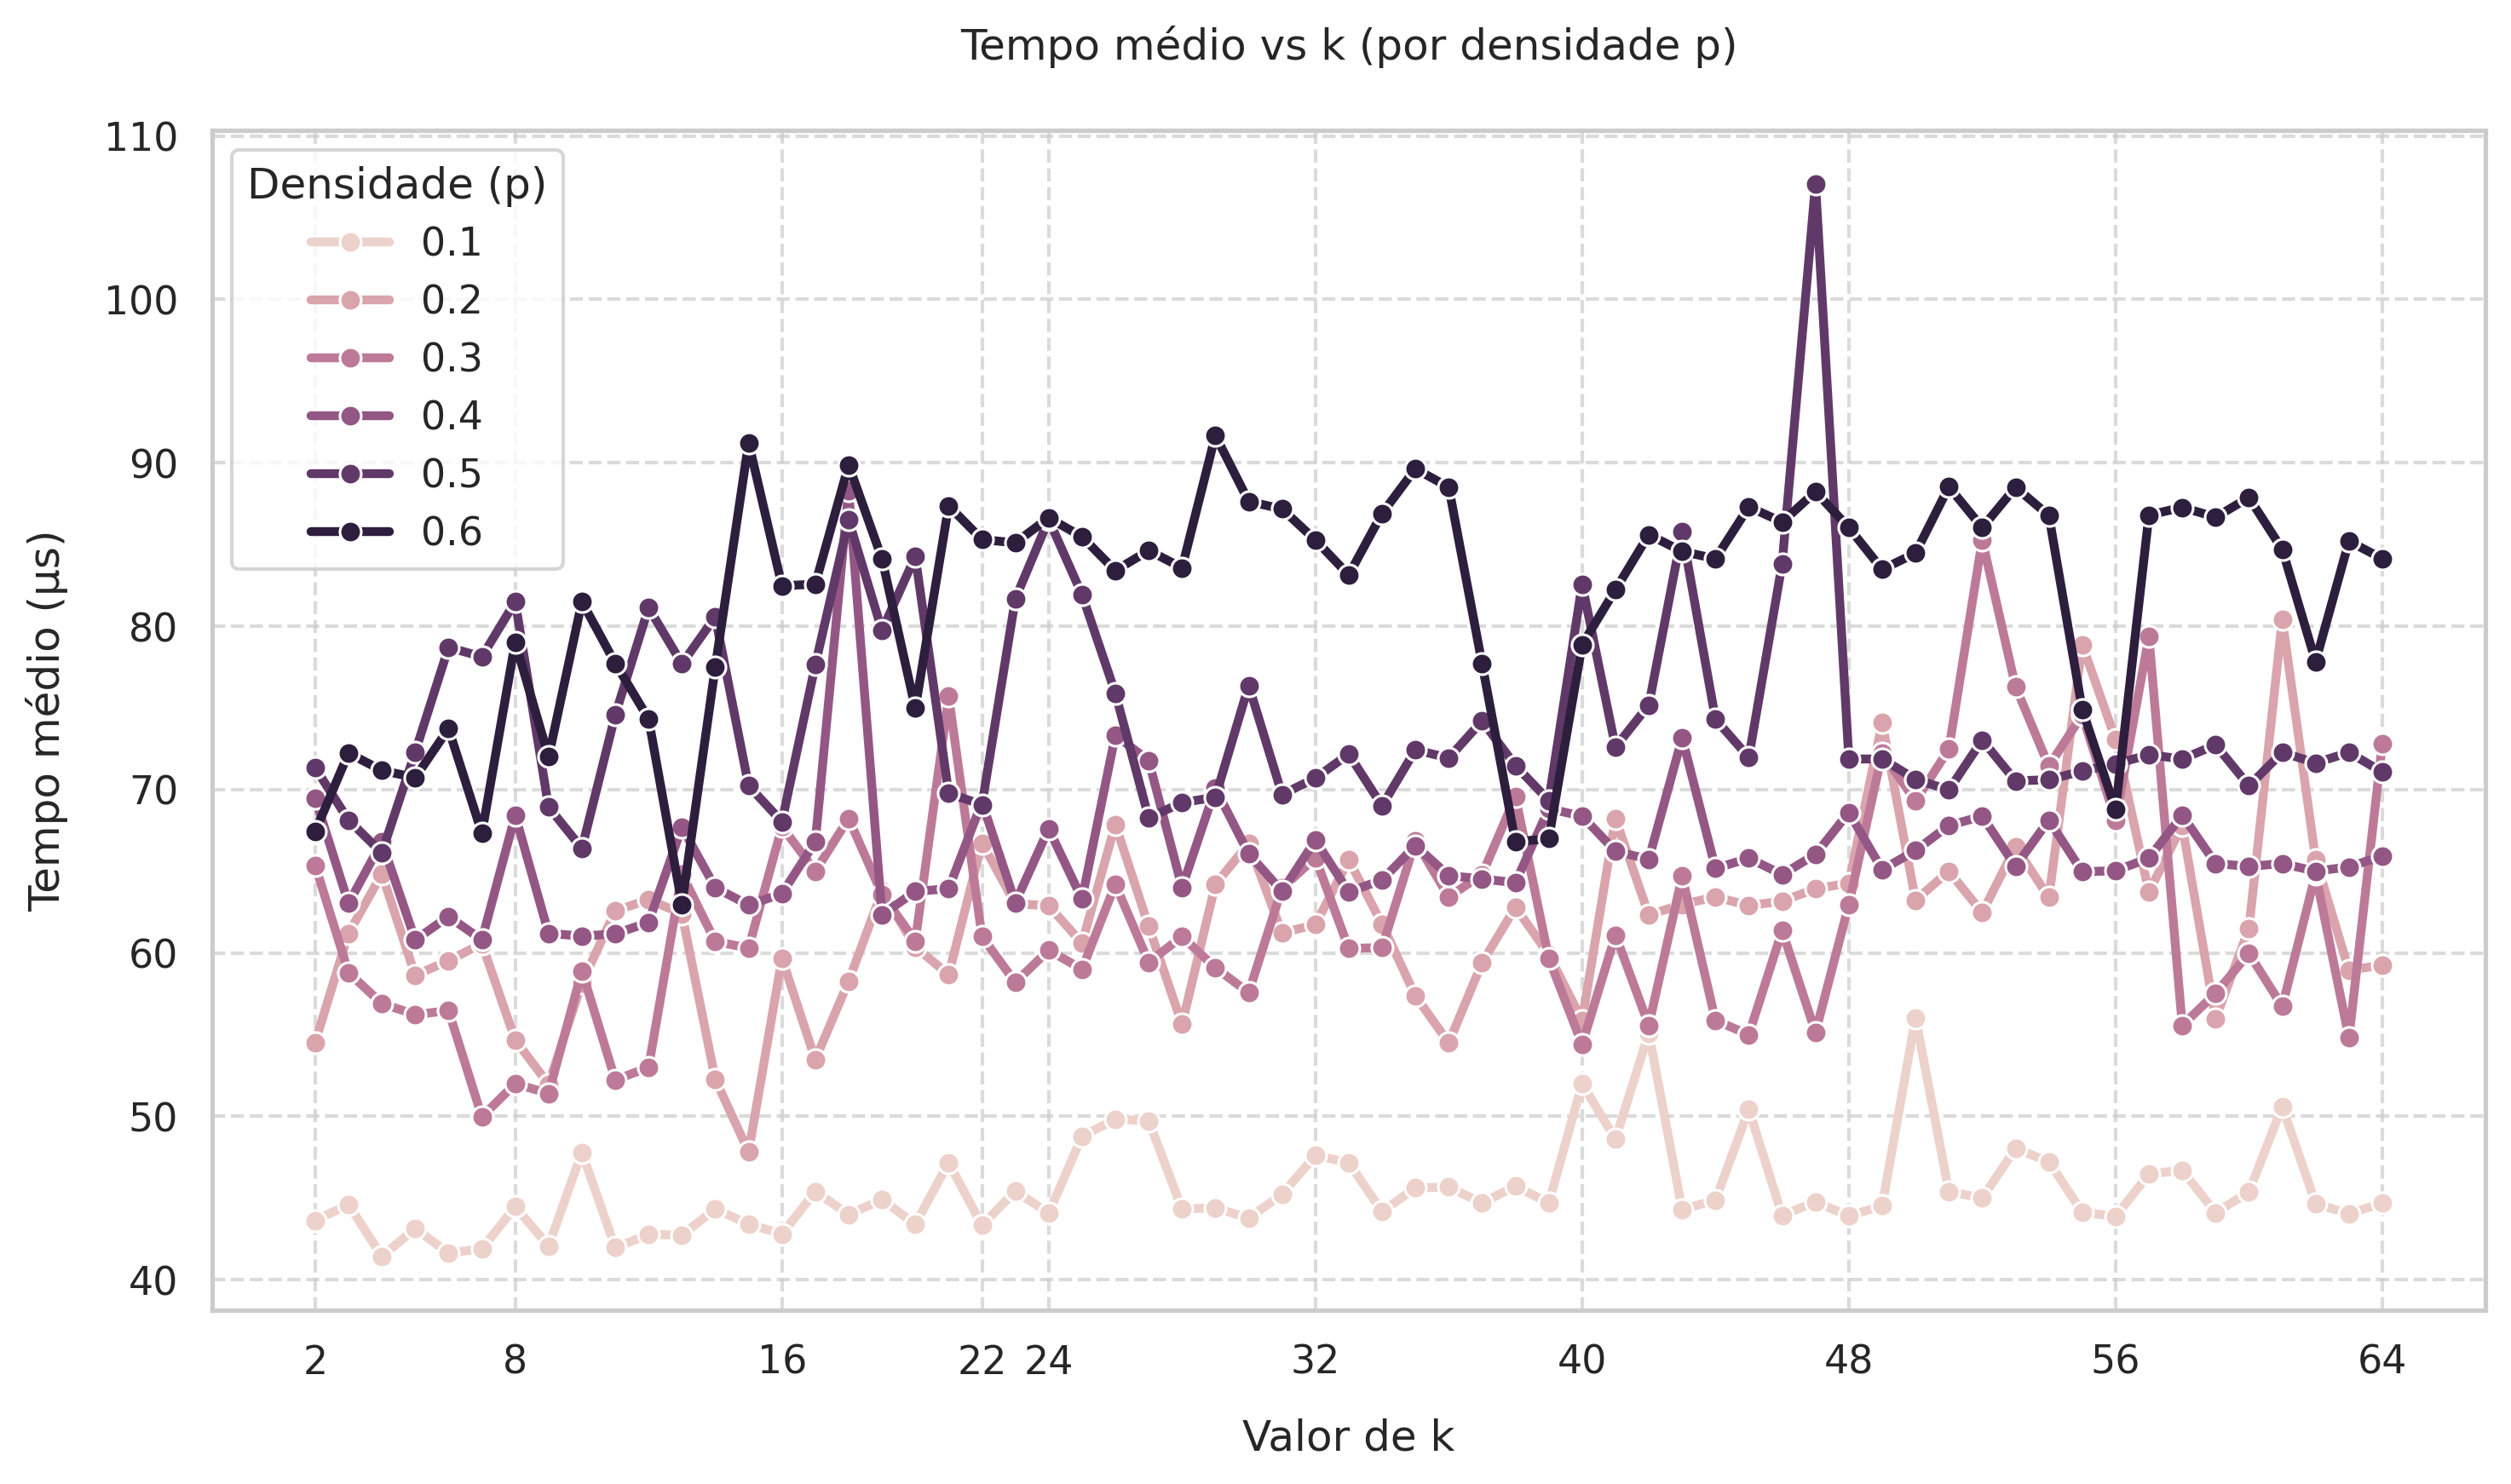 Tempo médio vs k (por densidade p)
110
100
90
80
70
60
50
40
Tempo médio (µs)
Densidade (p)
0.1
0.2
0.3
0.4
0.5
0.6
2 8 16 22 24 32 40 48 56 64
Valor de k